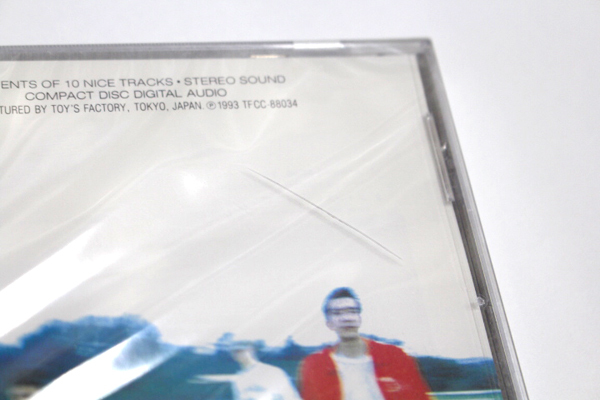 ENTS OF 10 NICE TRACKS • STEREO SOUND
COMPACT DISC DIGITAL AUDIO
TURED BY TOY'S FACTORY, TOKYO, JAPAN. ℗1993 TFCC-88034